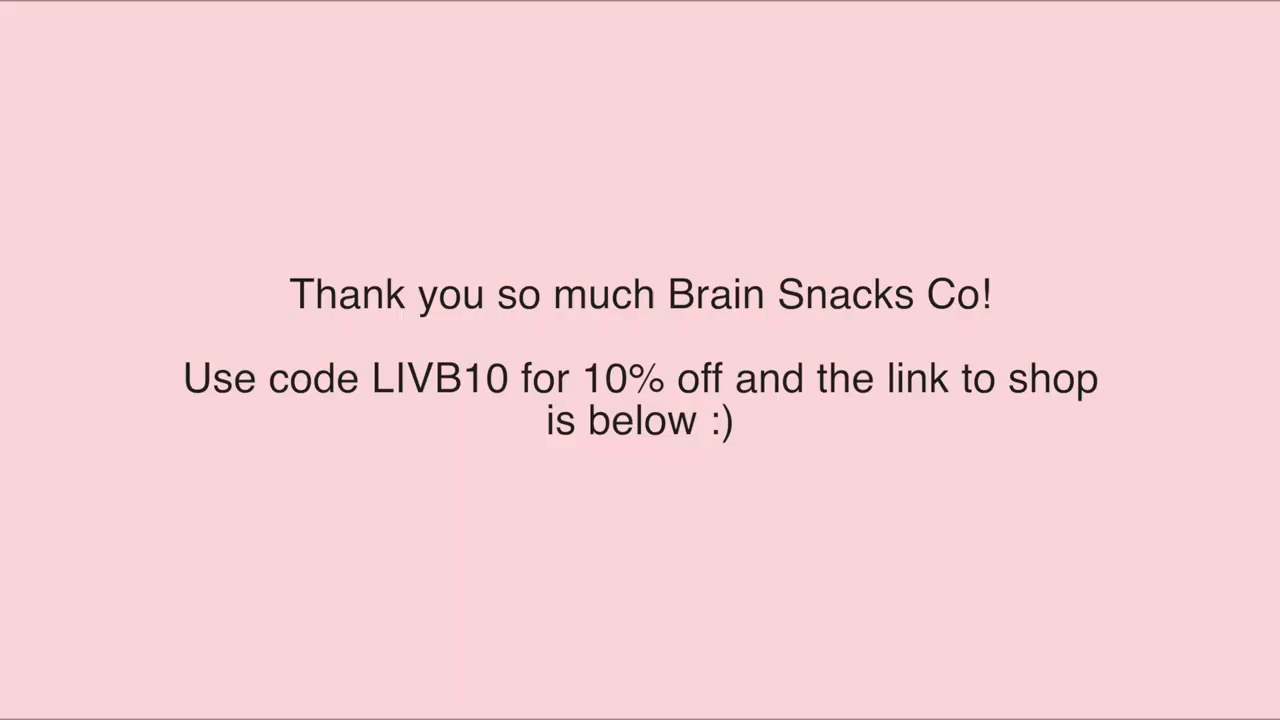 Thank you so much Brain Snacks Co!
Use code LIVB10 for 10% off and the link to shop
is below :)